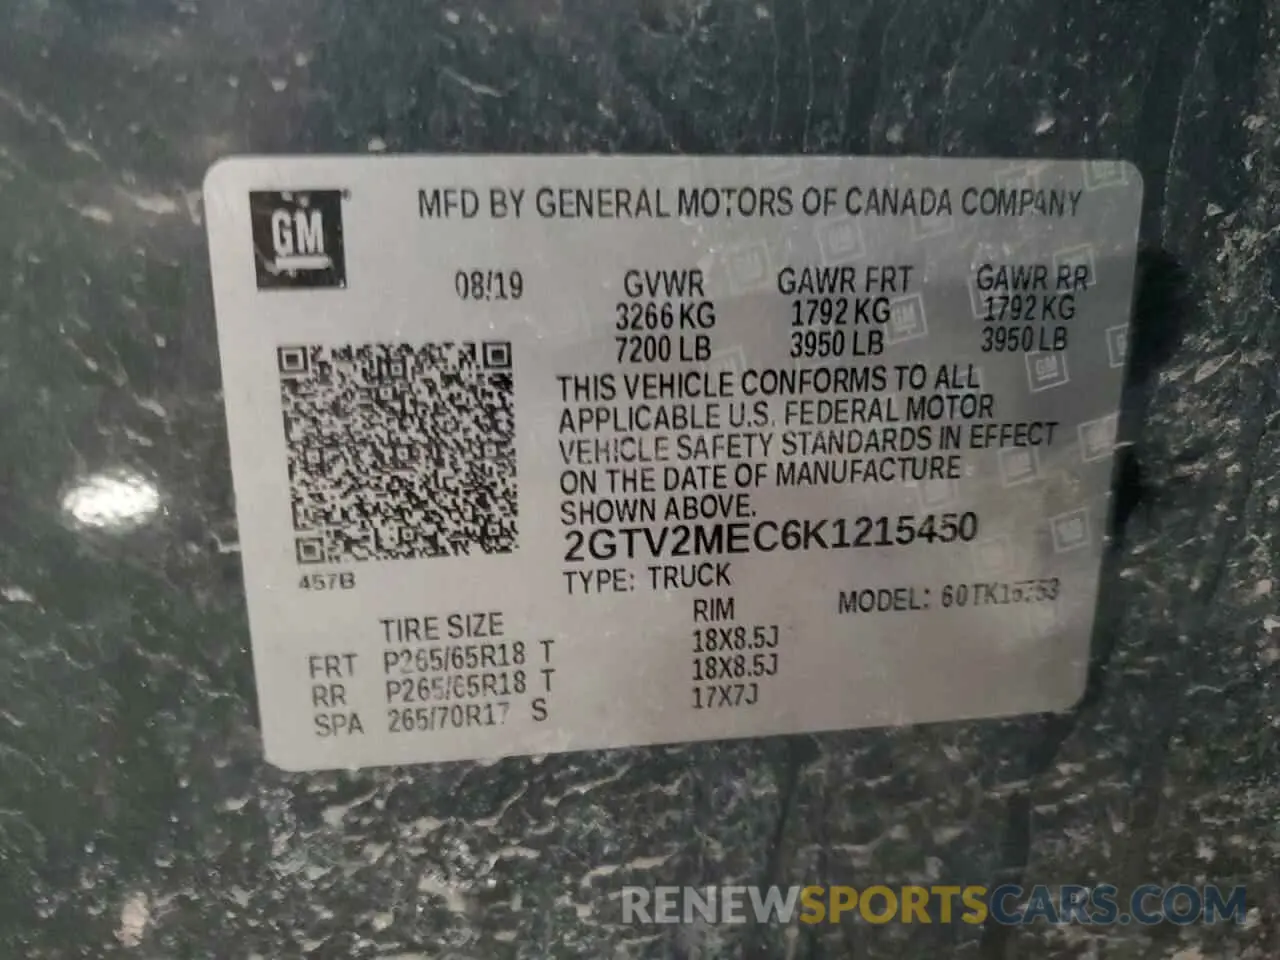 GM
MFD BY GENERAL MOTORS OF CANADA COMPANY
08/19 GVWR GAWR FRT GAWR RR
3266 KG 1792 KG 1792 KG
7200 LB 3950 LB 3950 LB
THIS VEHICLE CONFORMS TO ALL
APPLICABLE U.S. FEDERAL MOTOR
VEHICLE SAFETY STANDARDS IN EFFECT
ON THE DATE OF MANUFACTURE
SHOWN ABOVE.
2GTV2MEC6K1215450
457B TYPE: TRUCK
MODEL:
TIRE SIZE RIM
FRT P265/65R18 T 18X8.5J
RR P265/65R18 T 18X8.5J
SPA 265/70R17 S 17X7J
RENEWSPORTSCARS.COM